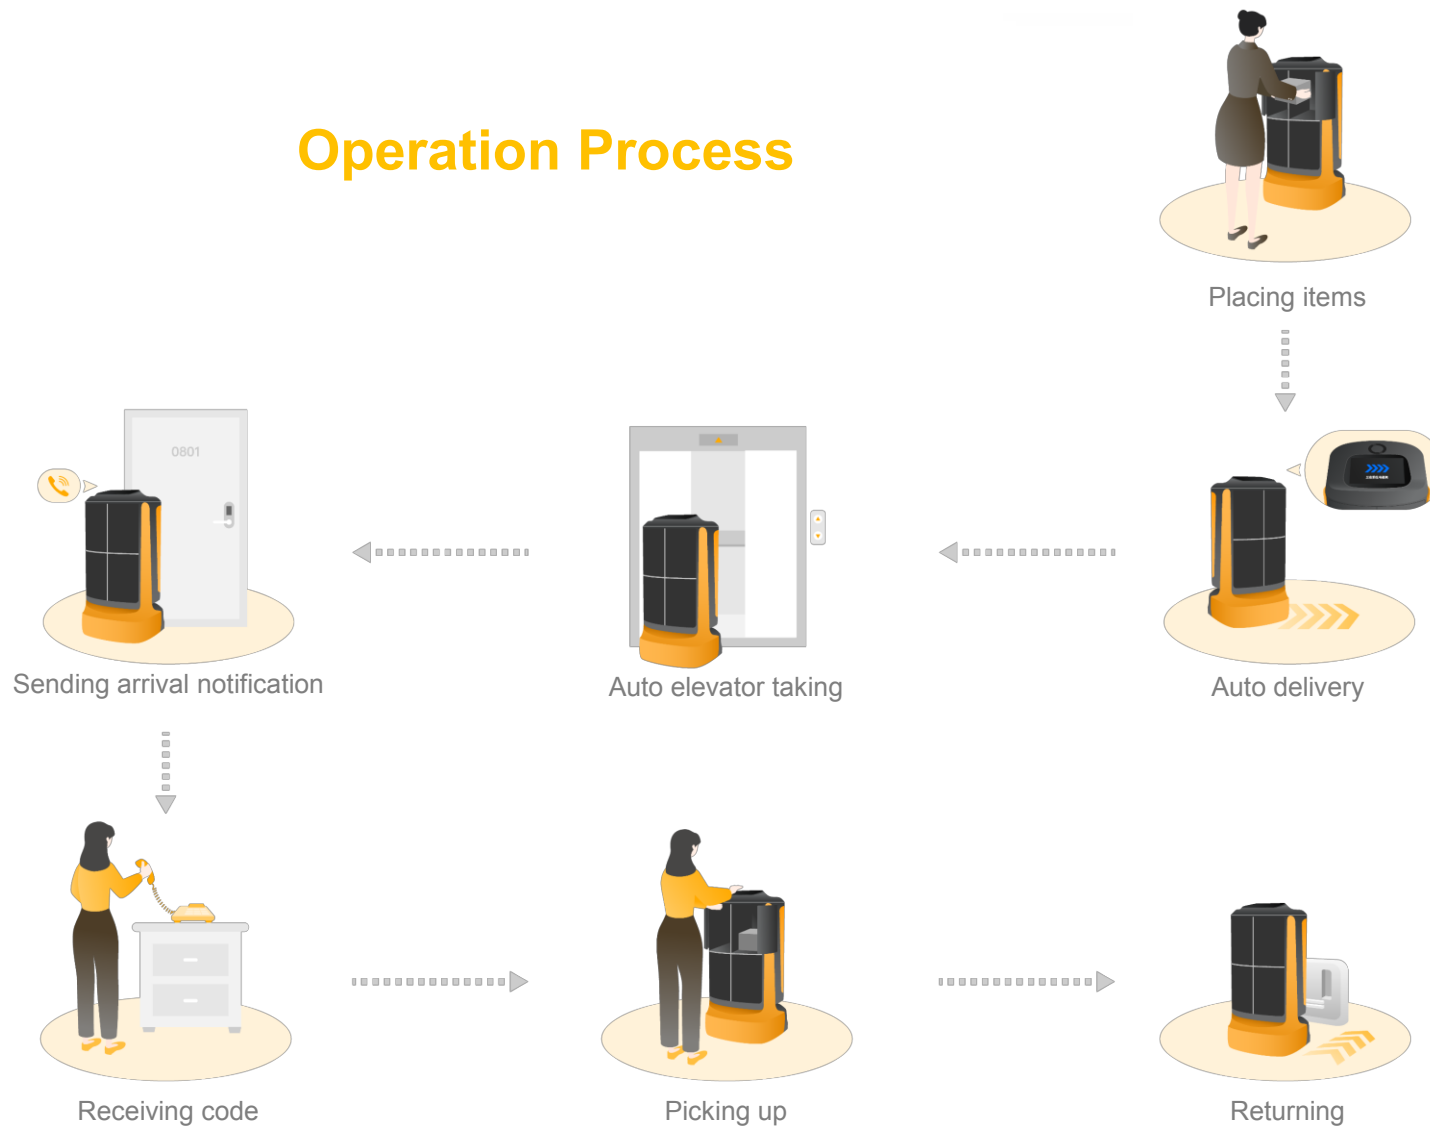 Operation Process
Placing items
0801
Sending arrival notification
Auto elevator taking
Auto delivery
Receiving code
Picking up
Returning